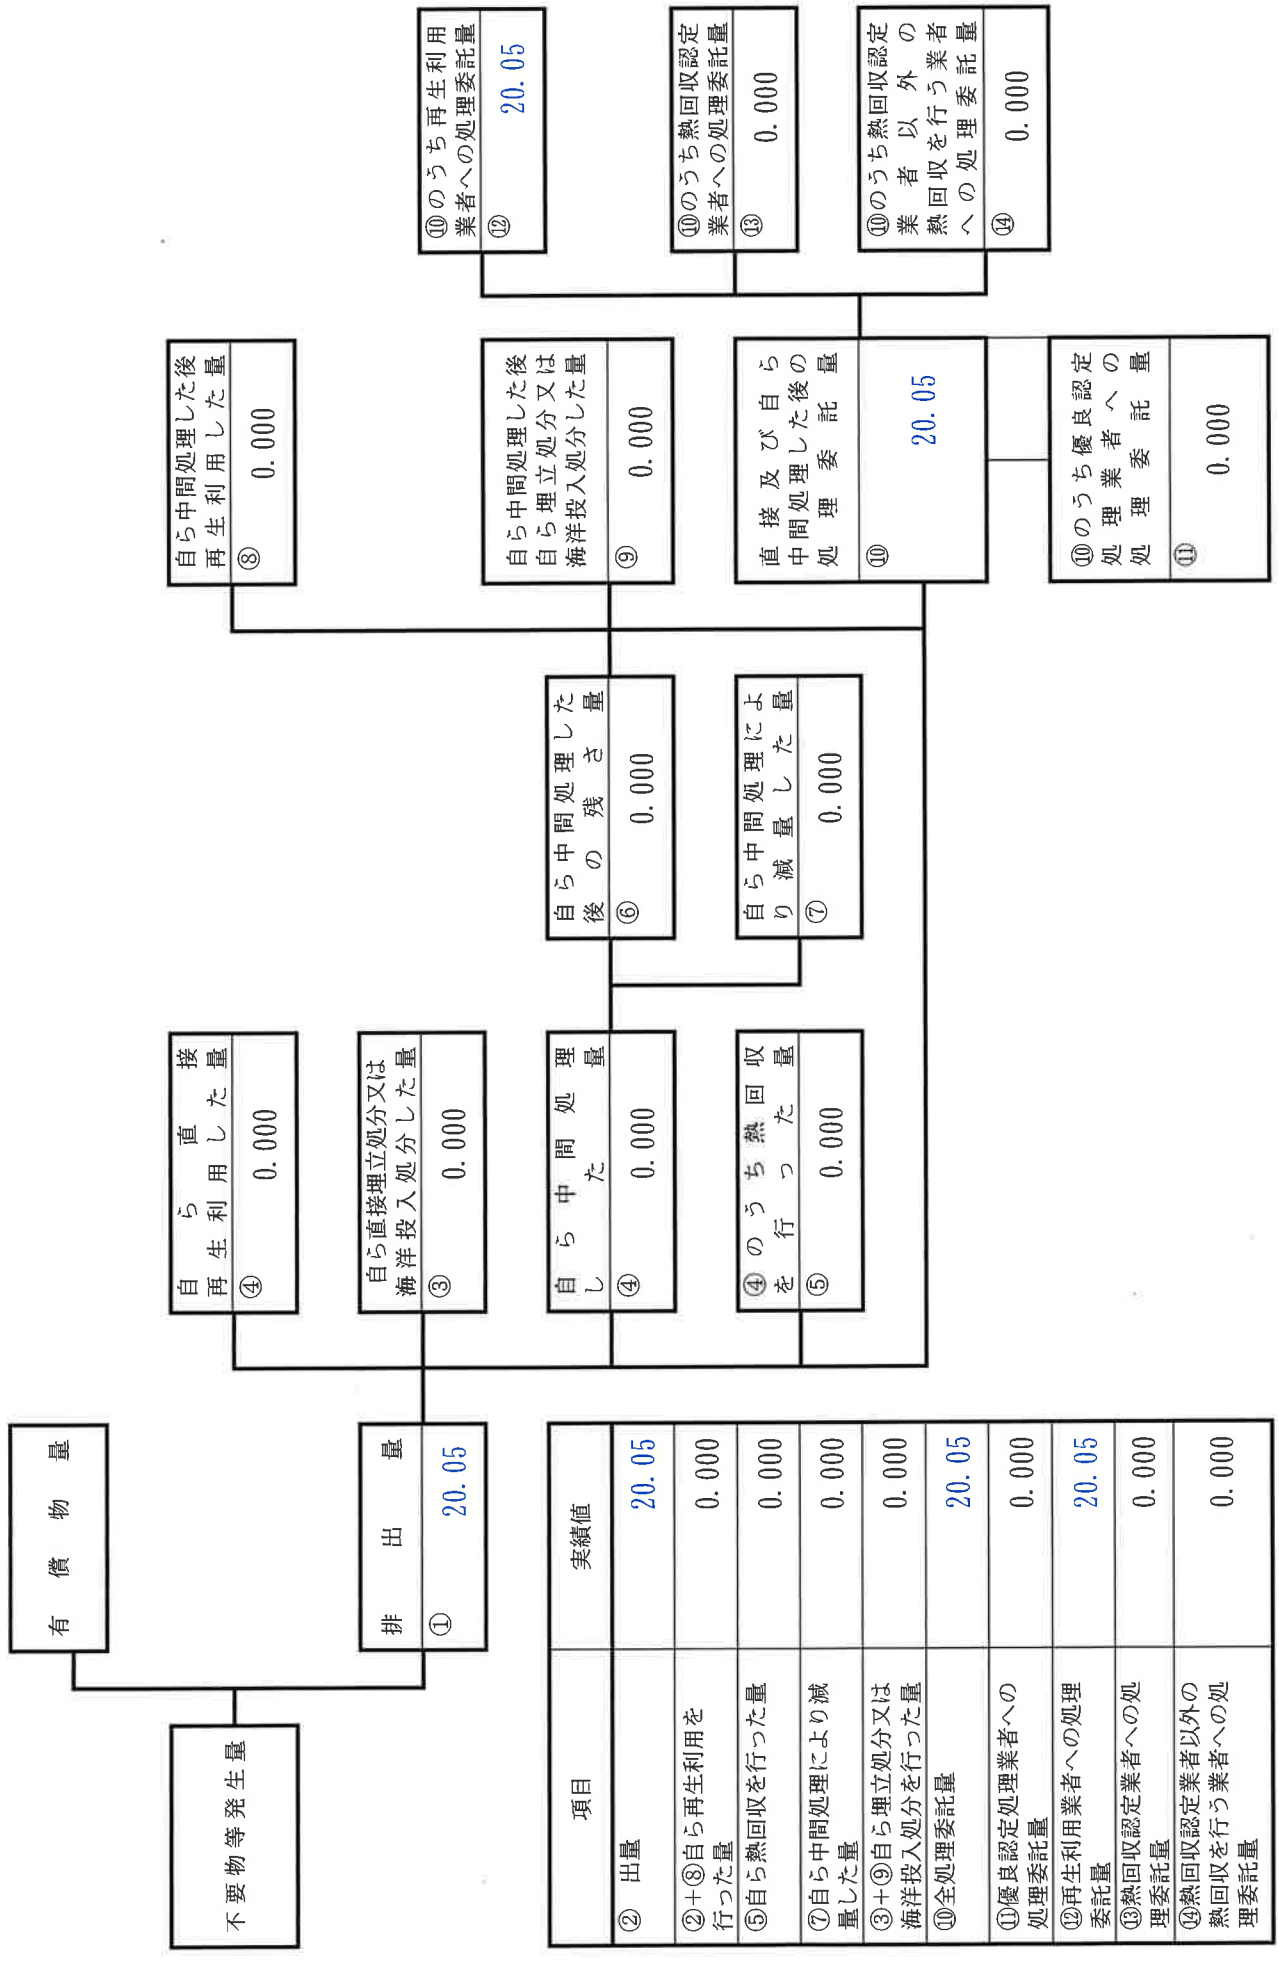 不要物等発生量
有償物量
排出量
① 20.05
自ら直接
再生利用した量
④ 0.000
自ら直接埋立処分又は
海洋投入処分した量
③ 0.000
自ら中間処理
した量
④ 0.000
④のうち熱回収
を行った量
⑤ 0.000
自ら中間処理した
後の残さ量
⑥ 0.000
自ら中間処理によ
り減量した量
⑦ 0.000
自ら中間処理した後
再生利用した量
⑧ 0.000
自ら中間処理した後
自ら埋立処分又は
海洋投入処分した量
⑨ 0.000
直接及び自ら
中間処理した後の
処理委託量
⑩ 20.05
⑩のうち優良認定
処理業者への
処理委託量
⑪ 0.000
⑩のうち再生利用
業者への処理委託量
⑫ 20.05
⑩のうち熱回収認定
業者への処理委託量
⑬ 0.000
⑩のうち熱回収認定
業者以外の
熱回収を行う業者
への処理委託量
⑭ 0.000
項目 実績値
② 出量 20.05
②+⑧自ら再生利用を
行った量 0.000
⑤自ら熱回収を行った量 0.000
⑦自ら中間処理により減
量した量 0.000
③+⑨自ら埋立処分又は
海洋投入処分を行った量 0.000
⑩全処理委託量 20.05
⑪優良認定処理業者への
処理委託量 0.000
⑫再生利用業者への処理
委託量 20.05
⑬熱回収認定業者への処
理委託量 0.000
⑭熱回収認定業者以外の
熱回収を行う業者への処
理委託量 0.000